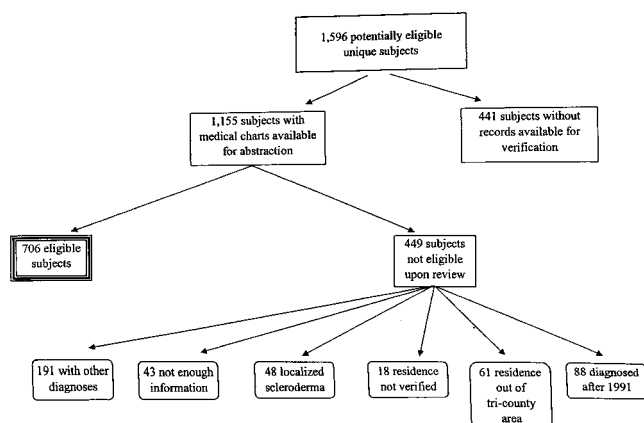 1,596 potentially eligible
unique subjects
1,155 subjects with
medical charts available
for abstraction
441 subjects without
records available for
verification
706 eligible
subjects
449 subjects
not eligible
upon review
191 with other
diagnoses
43 not enough
information
48 localized
scleroderma
18 residence
not verified
61 residence
out of
tri-county
area
88 diagnosed
after 1991